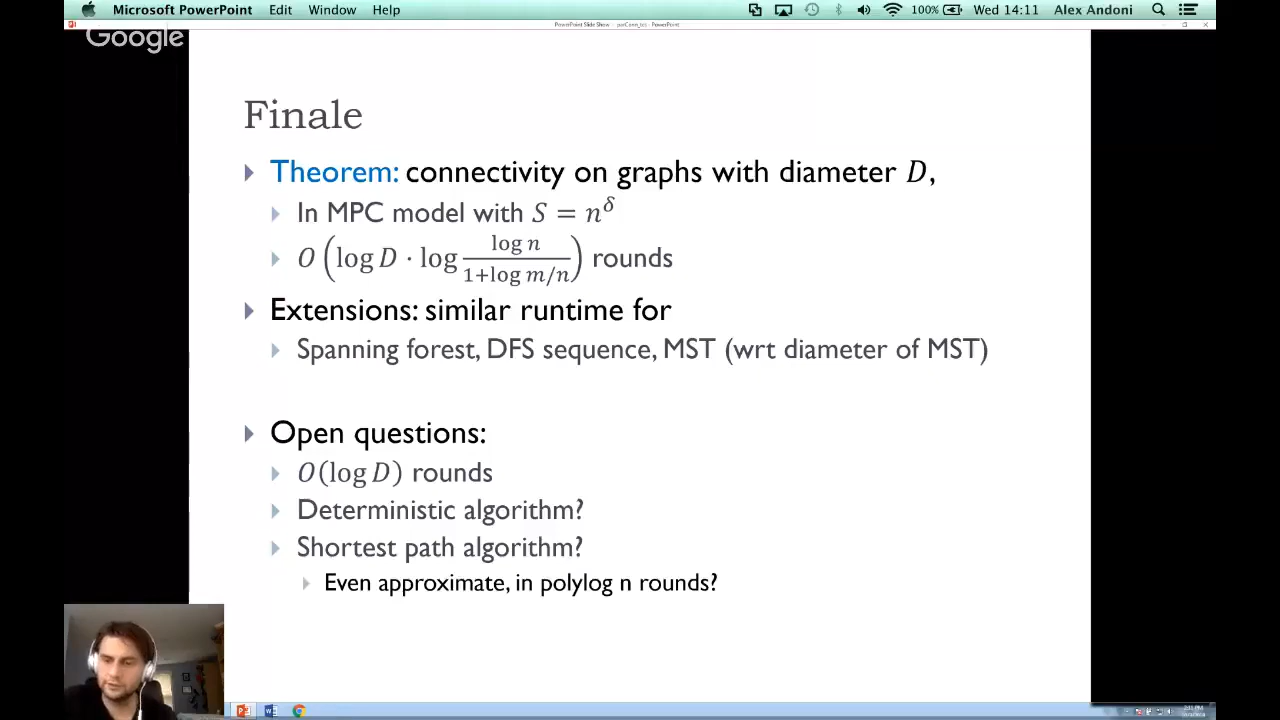 Microsoft PowerPoint Edit Window Help 100% Wed 14:11 Alex Andoni
Google
Finale
Theorem: connectivity on graphs with diameter D,
In MPC model with S = n^δ
O(log D · log (log n)/(1+log m/n)) rounds
Extensions: similar runtime for
Spanning forest, DFS sequence, MST (wrt diameter of MST)
Open questions:
O(log D) rounds
Deterministic algorithm?
Shortest path algorithm?
Even approximate, in polylog n rounds?